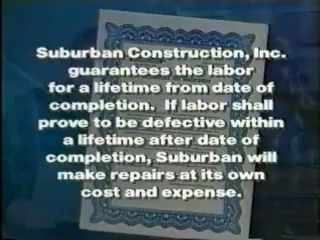 Suburban Construction, Inc.
guarantees the labor
for a lifetime from date of
completion. If labor shall
prove to be defective within
a lifetime after date of
completion, Suburban will
make repairs at its own
cost and expense.